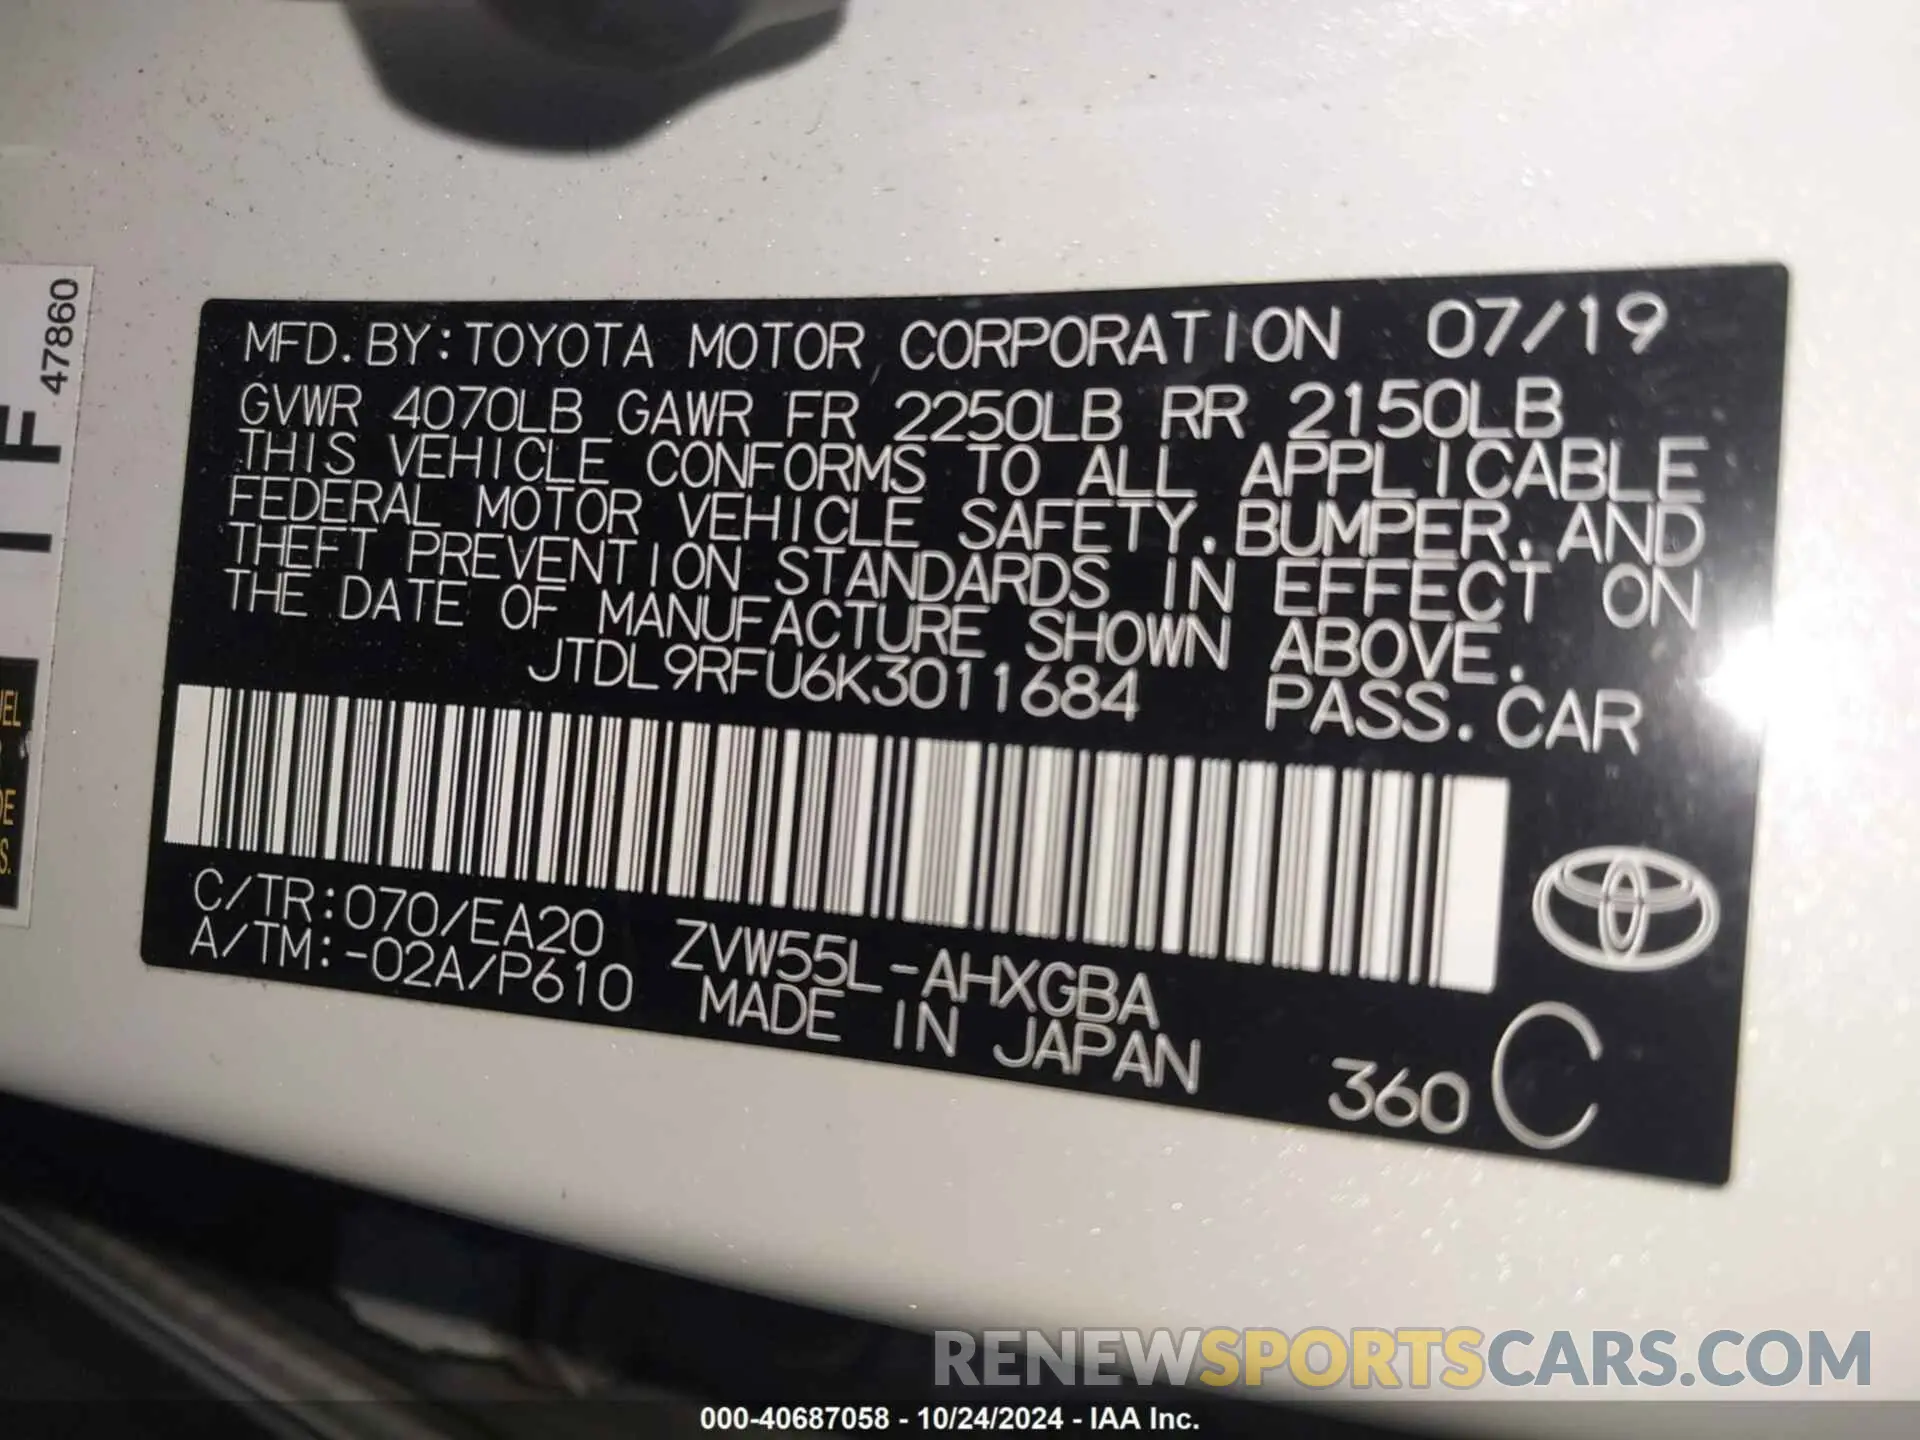 47860
TF
MFD. BY: TOYOTA MOTOR CORPORATION 07/19
GVWR 4070LB GAWR FR 2250LB RR 2150LB
THIS VEHICLE CONFORMS TO ALL APPLICABLE
FEDERAL MOTOR VEHICLE SAFETY, BUMPER, AND
THEFT PREVENTION STANDARDS IN EFFECT ON
THE DATE OF MANUFACTURE SHOWN ABOVE.
JTDL9RFU6K3011684 PASS. CAR
C/TR:070/EA20 ZVW55L-AHXGBA
A/TM:-02A/P610 MADE IN JAPAN
360 C
RENEWSPORTSCARS.COM
000-40687058 - 10/24/2024 - IAA Inc.